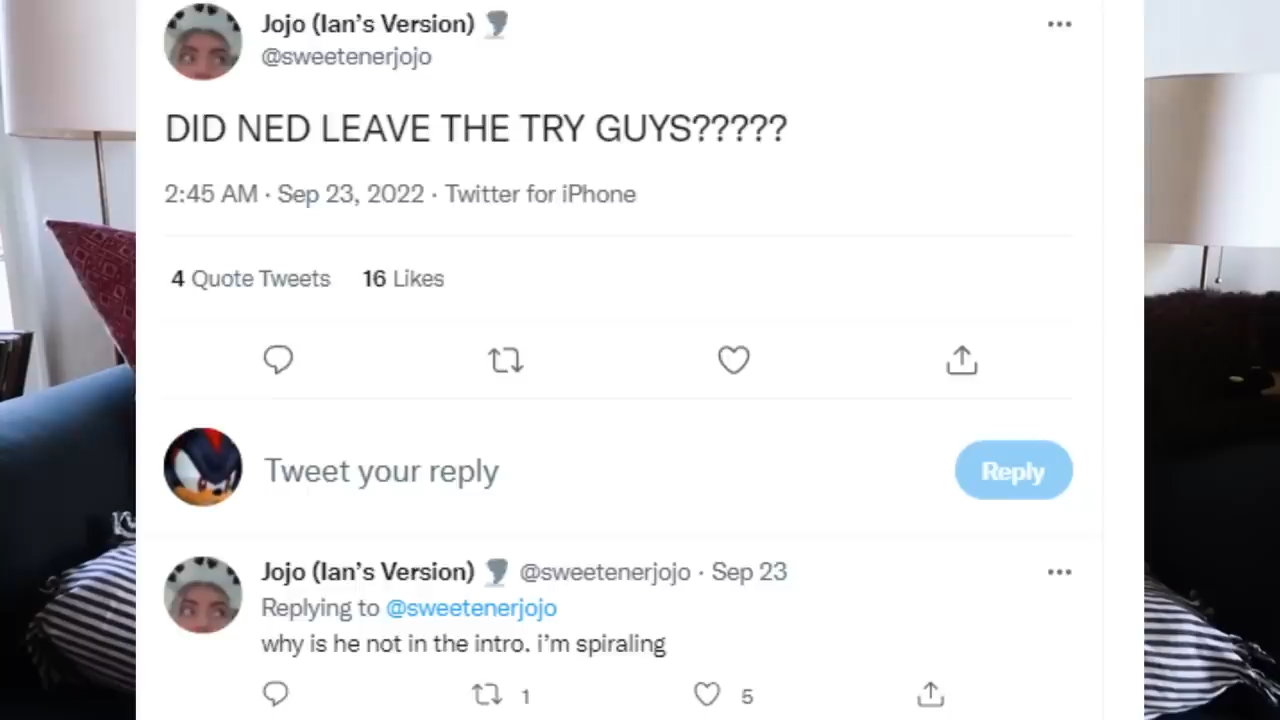 Jojo (Ian's Version)
@sweetenerjojo
DID NED LEAVE THE TRY GUYS?????
2:45 AM · Sep 23, 2022 · Twitter for iPhone
4 Quote Tweets 16 Likes
Tweet your reply
Reply
Jojo (Ian's Version) @sweetenerjojo · Sep 23
Replying to @sweetenerjojo
why is he not in the intro. i'm spiraling
1 5